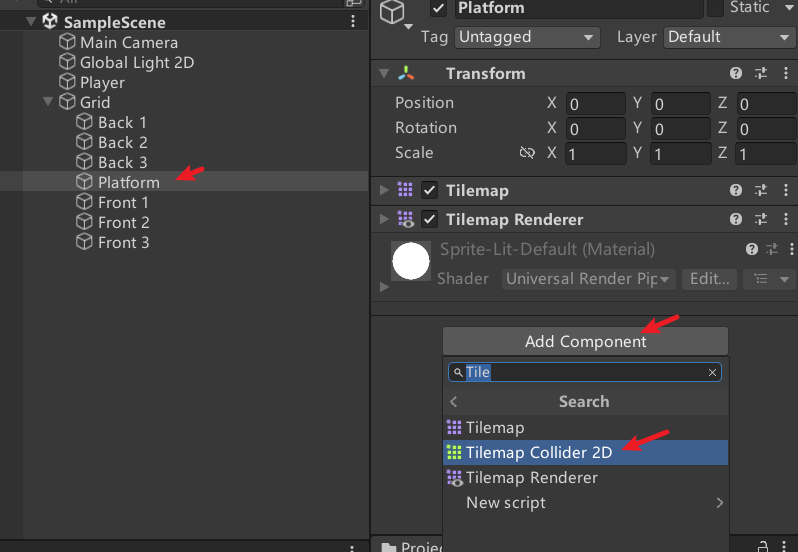 All
SampleScene
Main Camera
Global Light 2D
Player
Grid
Back 1
Back 2
Back 3
Platform
Front 1
Front 2
Front 3
Platform
Static
Tag Untagged Layer Default
Transform
Position X 0 Y 0 Z 0
Rotation X 0 Y 0 Z 0
Scale X 1 Y 1 Z 1
Tilemap
Tilemap Renderer
Sprite-Lit-Default (Material)
Shader Universal Render Pip Edit...
Add Component
Tile
Search
Tilemap
Tilemap Collider 2D
Tilemap Renderer
New script
Projec